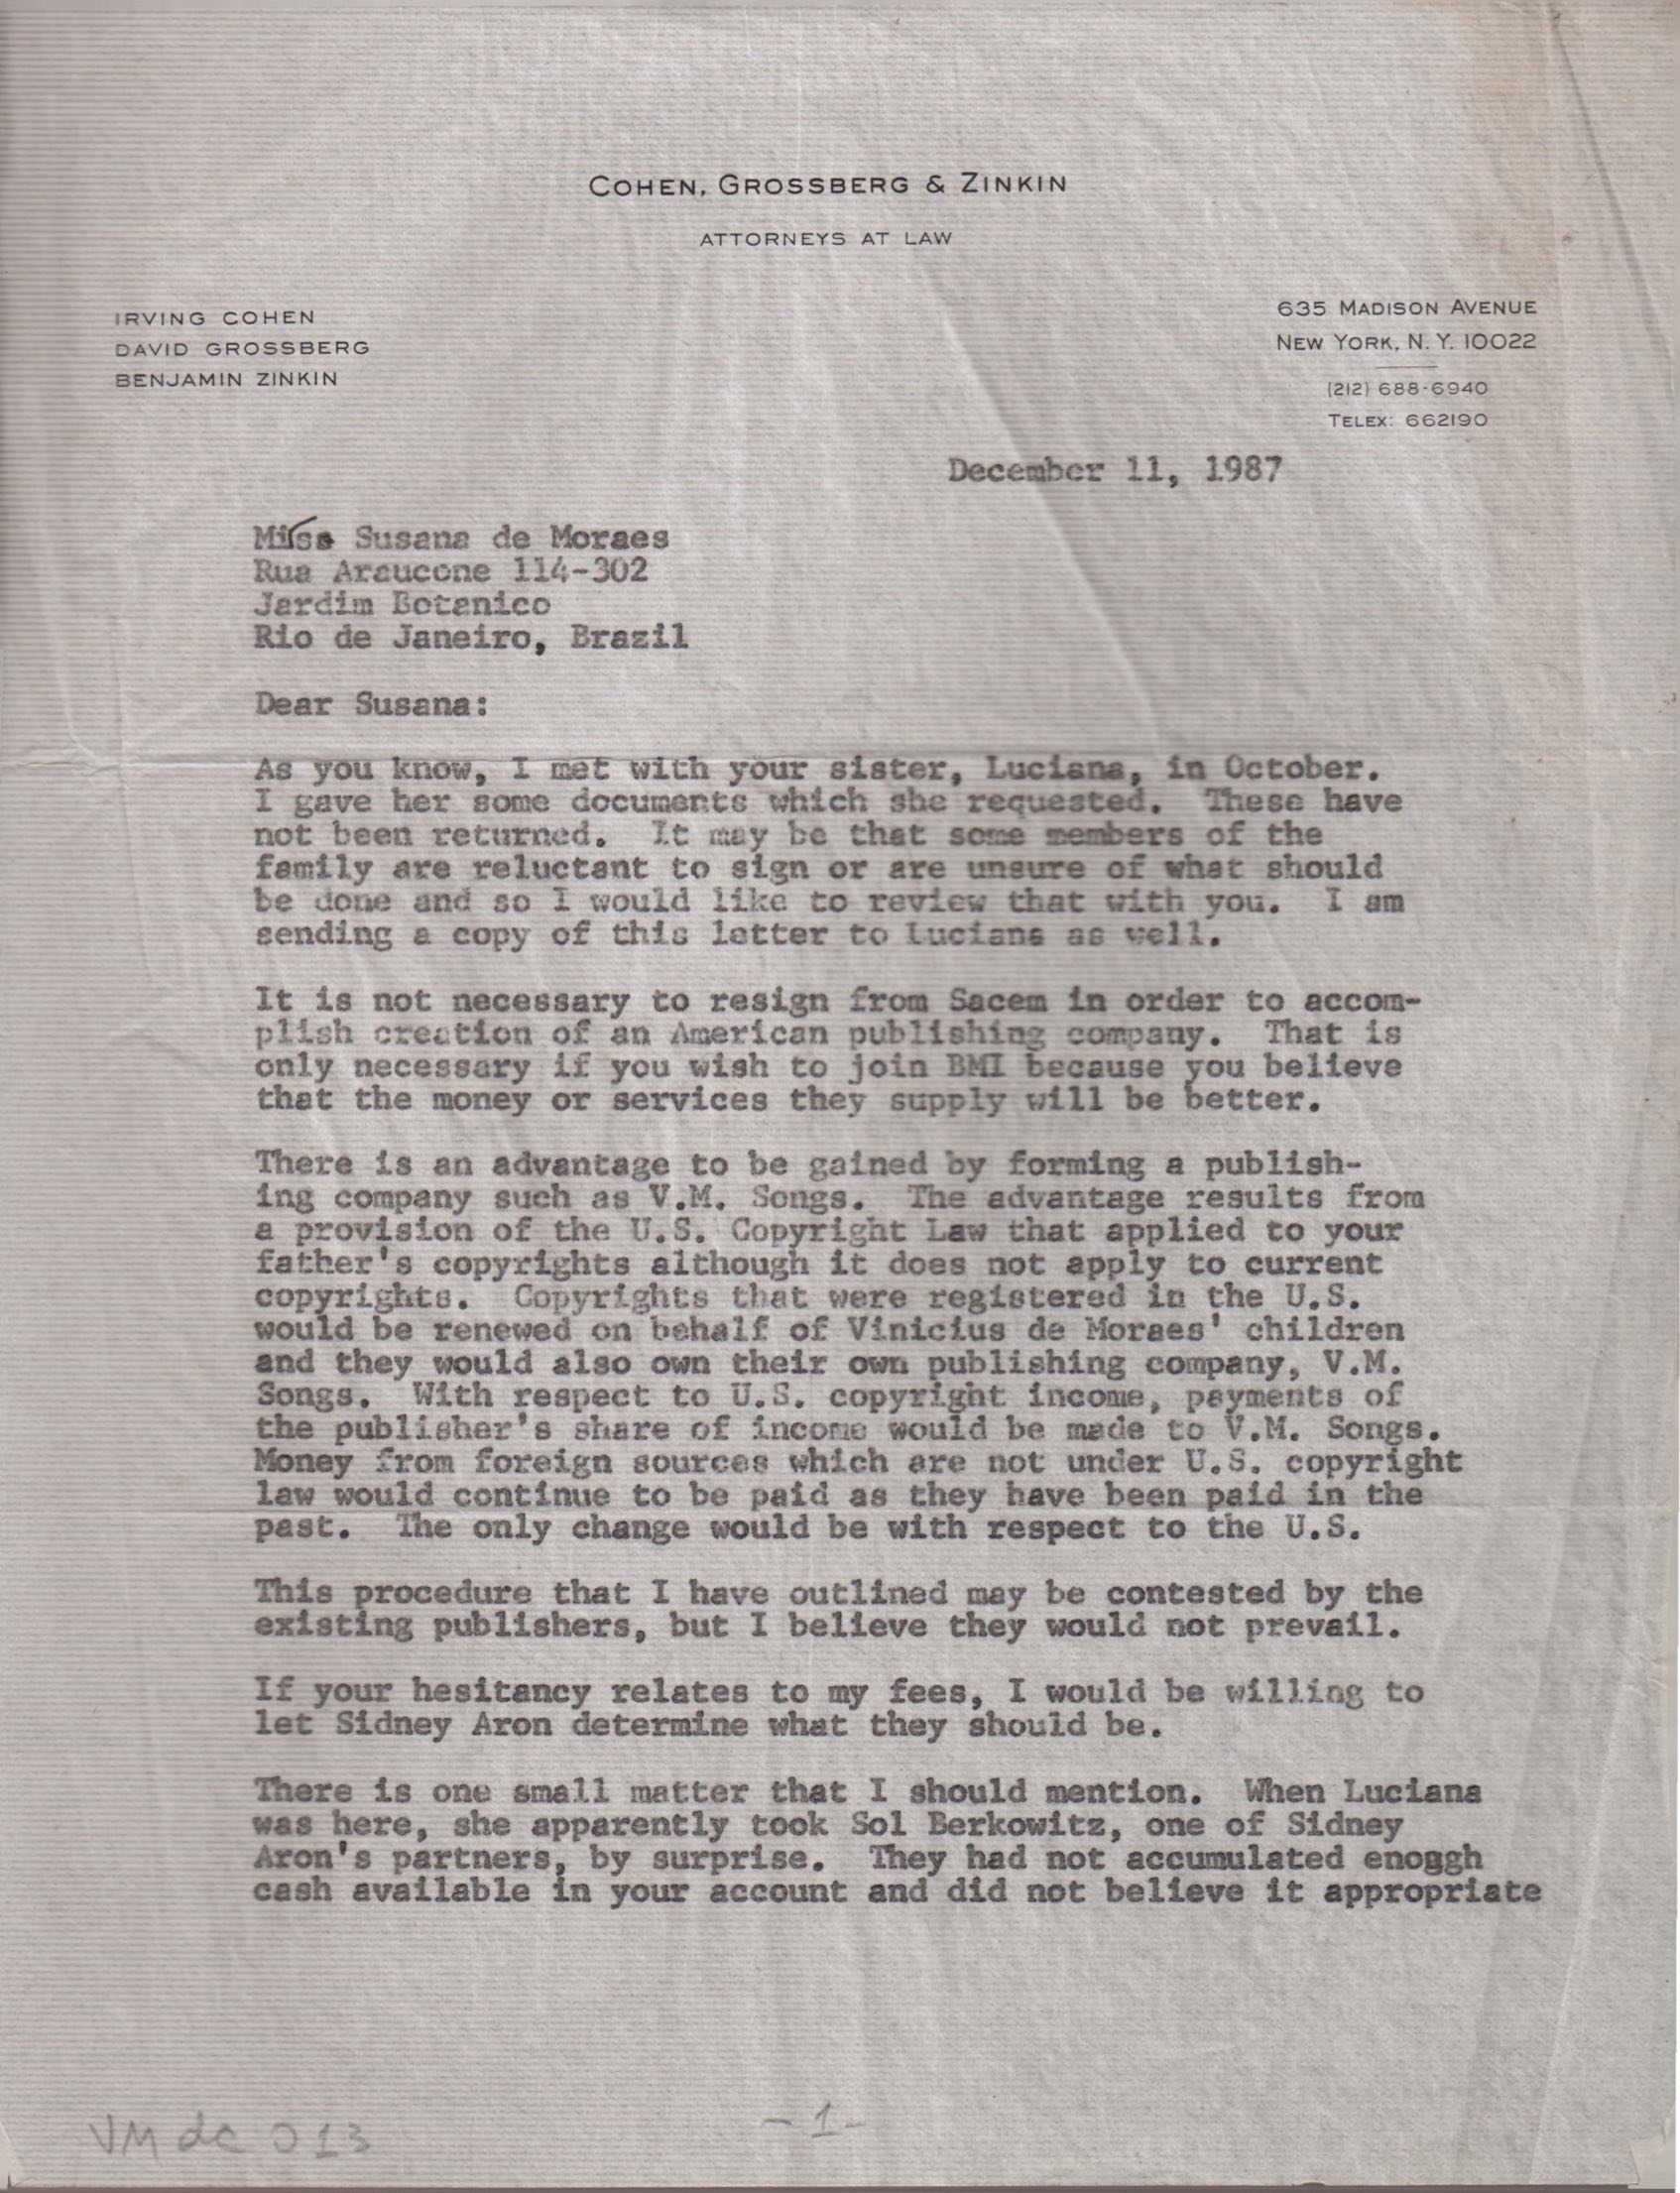 COHEN, GROSSBERG & ZINKIN
ATTORNEYS AT LAW
IRVING COHEN
DAVID GROSSBERG
BENJAMIN ZINKIN
635 MADISON AVENUE
NEW YORK, N. Y. 10022
(212) 688-6940
TELEX: 662190
December 11, 1987
Miss Susana de Moraes
Rua Araucone 114-302
Jardim Botanico
Rio de Janeiro, Brazil
Dear Susana:
As you know, I met with your sister, Luciana, in October.
I gave her some documents which she requested. These have
not been returned. It may be that some members of the
family are reluctant to sign or are unsure of what should
be done and so I would like to review that with you. I am
sending a copy of this letter to Luciana as well.
It is not necessary to resign from Sacem in order to accom-
plish creation of an American publishing company. That is
only necessary if you wish to join BMI because you believe
that the money or services they supply will be better.
There is an advantage to be gained by forming a publish-
ing company such as V.M. Songs. The advantage results from
a provision of the U.S. Copyright Law that applied to your
father's copyrights although it does not apply to current
copyrights. Copyrights that were registered in the U.S.
would be renewed on behalf of Vinicius de Moraes' children
and they would also own their own publishing company, V.M.
Songs. With respect to U.S. copyright income, payments of
the publisher's share of income would be made to V.M. Songs.
Money from foreign sources which are not under U.S. copyright
law would continue to be paid as they have been paid in the
past. The only change would be with respect to the U.S.
This procedure that I have outlined may be contested by the
existing publishers, but I believe they would not prevail.
If your hesitancy relates to my fees, I would be willing to
let Sidney Aron determine what they should be.
There is one small matter that I should mention. When Luciana
was here, she apparently took Sol Berkowitz, one of Sidney
Aron's partners, by surprise. They had not accumulated enoggh
cash available in your account and did not believe it appropriate
-1-
VM dc 013